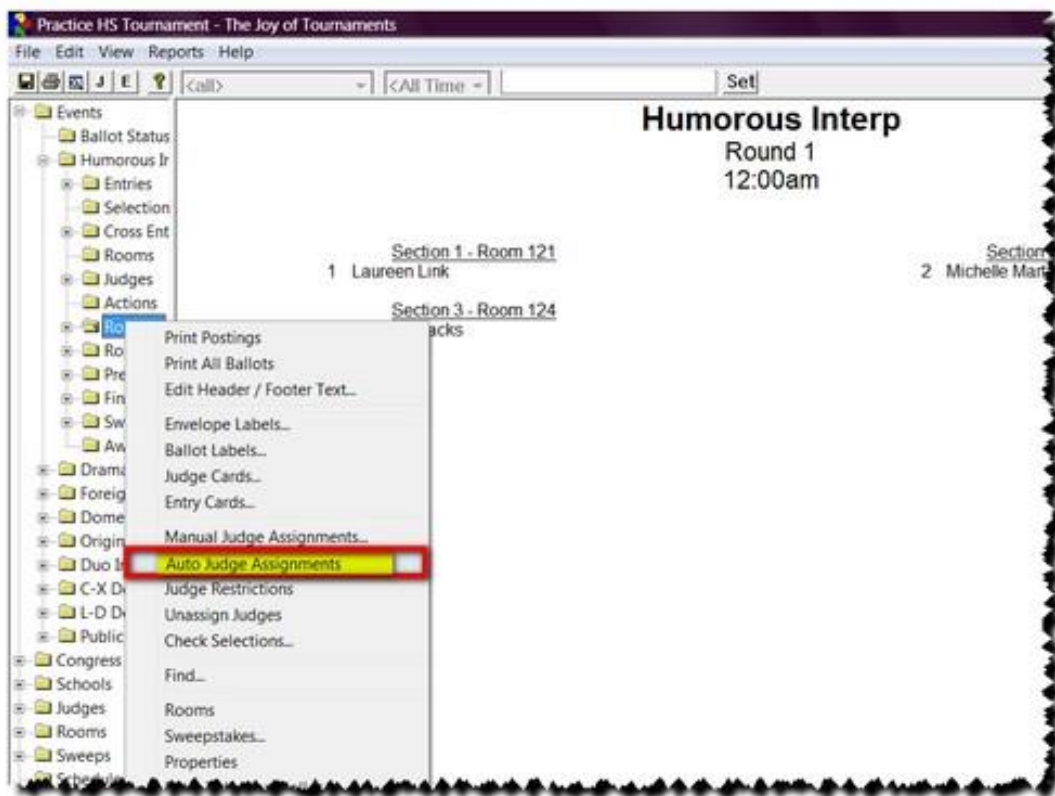 Practice HS Tournament - The Joy of Tournaments
File Edit View Reports Help
J E ? <all> <All Time Set
Events
Ballot Status
Humorous Ir
Entries
Selection
Cross Ent
Rooms
Judges
Actions
Ro
Ro
Pre
Fin
Sw
Aw
Drama
Foreig
Dome
Origin
Duo I
C-X D
L-D D
Public
Congress
Schools
Judges
Rooms
Sweeps
Schedule
Humorous Interp
Round 1
12:00am
Section 1 - Room 121
1 Laureen Link
Section
2 Michelle Mart
Section 3 - Room 124
acks
Print Postings
Print All Ballots
Edit Header / Footer Text...
Envelope Labels...
Ballot Labels...
Judge Cards...
Entry Cards...
Manual Judge Assignments...
Auto Judge Assignments
Judge Restrictions
Unassign Judges
Check Selections...
Find...
Rooms
Sweepstakes...
Properties